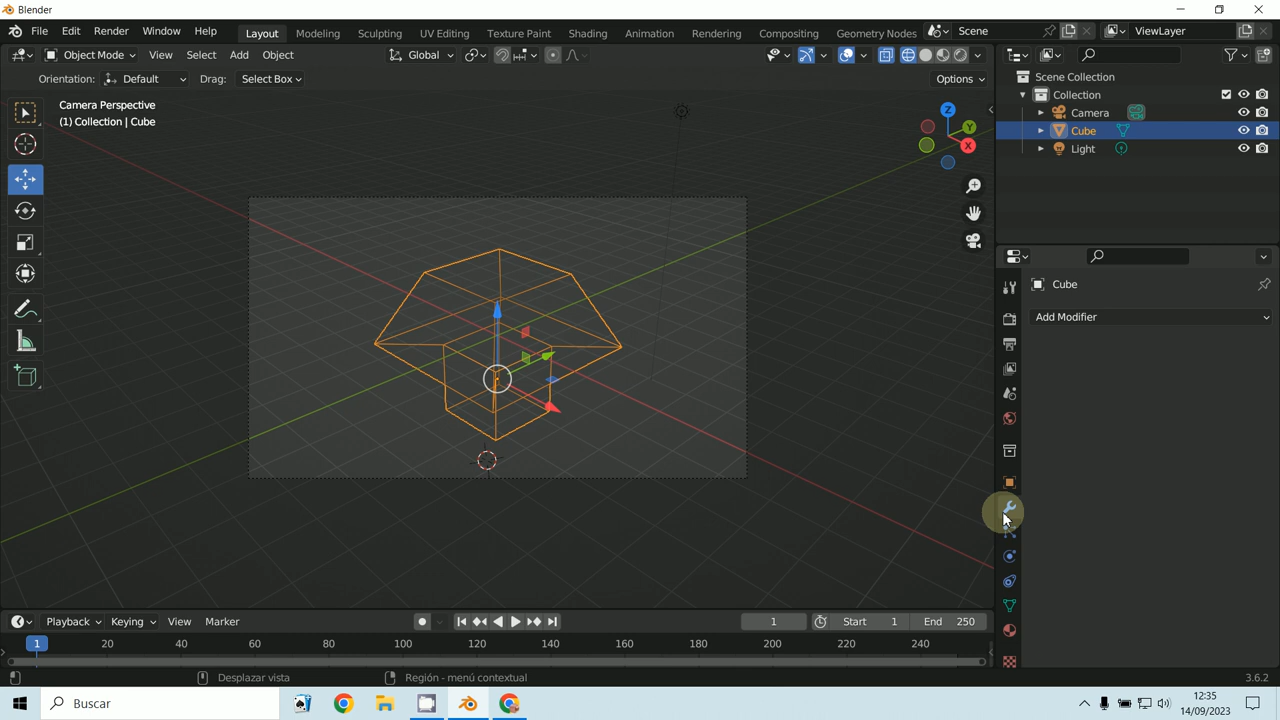 Blender
File Edit Render Window Help Layout Modeling Sculpting UV Editing Texture Paint Shading Animation Rendering Compositing Geometry Nodes Scene ViewLayer
Object Mode View Select Add Object Global
Orientation: Default Drag: Select Box Options
Camera Perspective
(1) Collection | Cube
Z
Y
X
Scene Collection
Collection
Camera
Cube
Light
Cube
Add Modifier
Playback Keying View Marker 1 Start 1 End 250
1 20 40 60 80 100 120 140 160 180 200 220 240
Desplazar vista Región - menú contextual 3.6.2
Buscar
12:35
14/09/2023